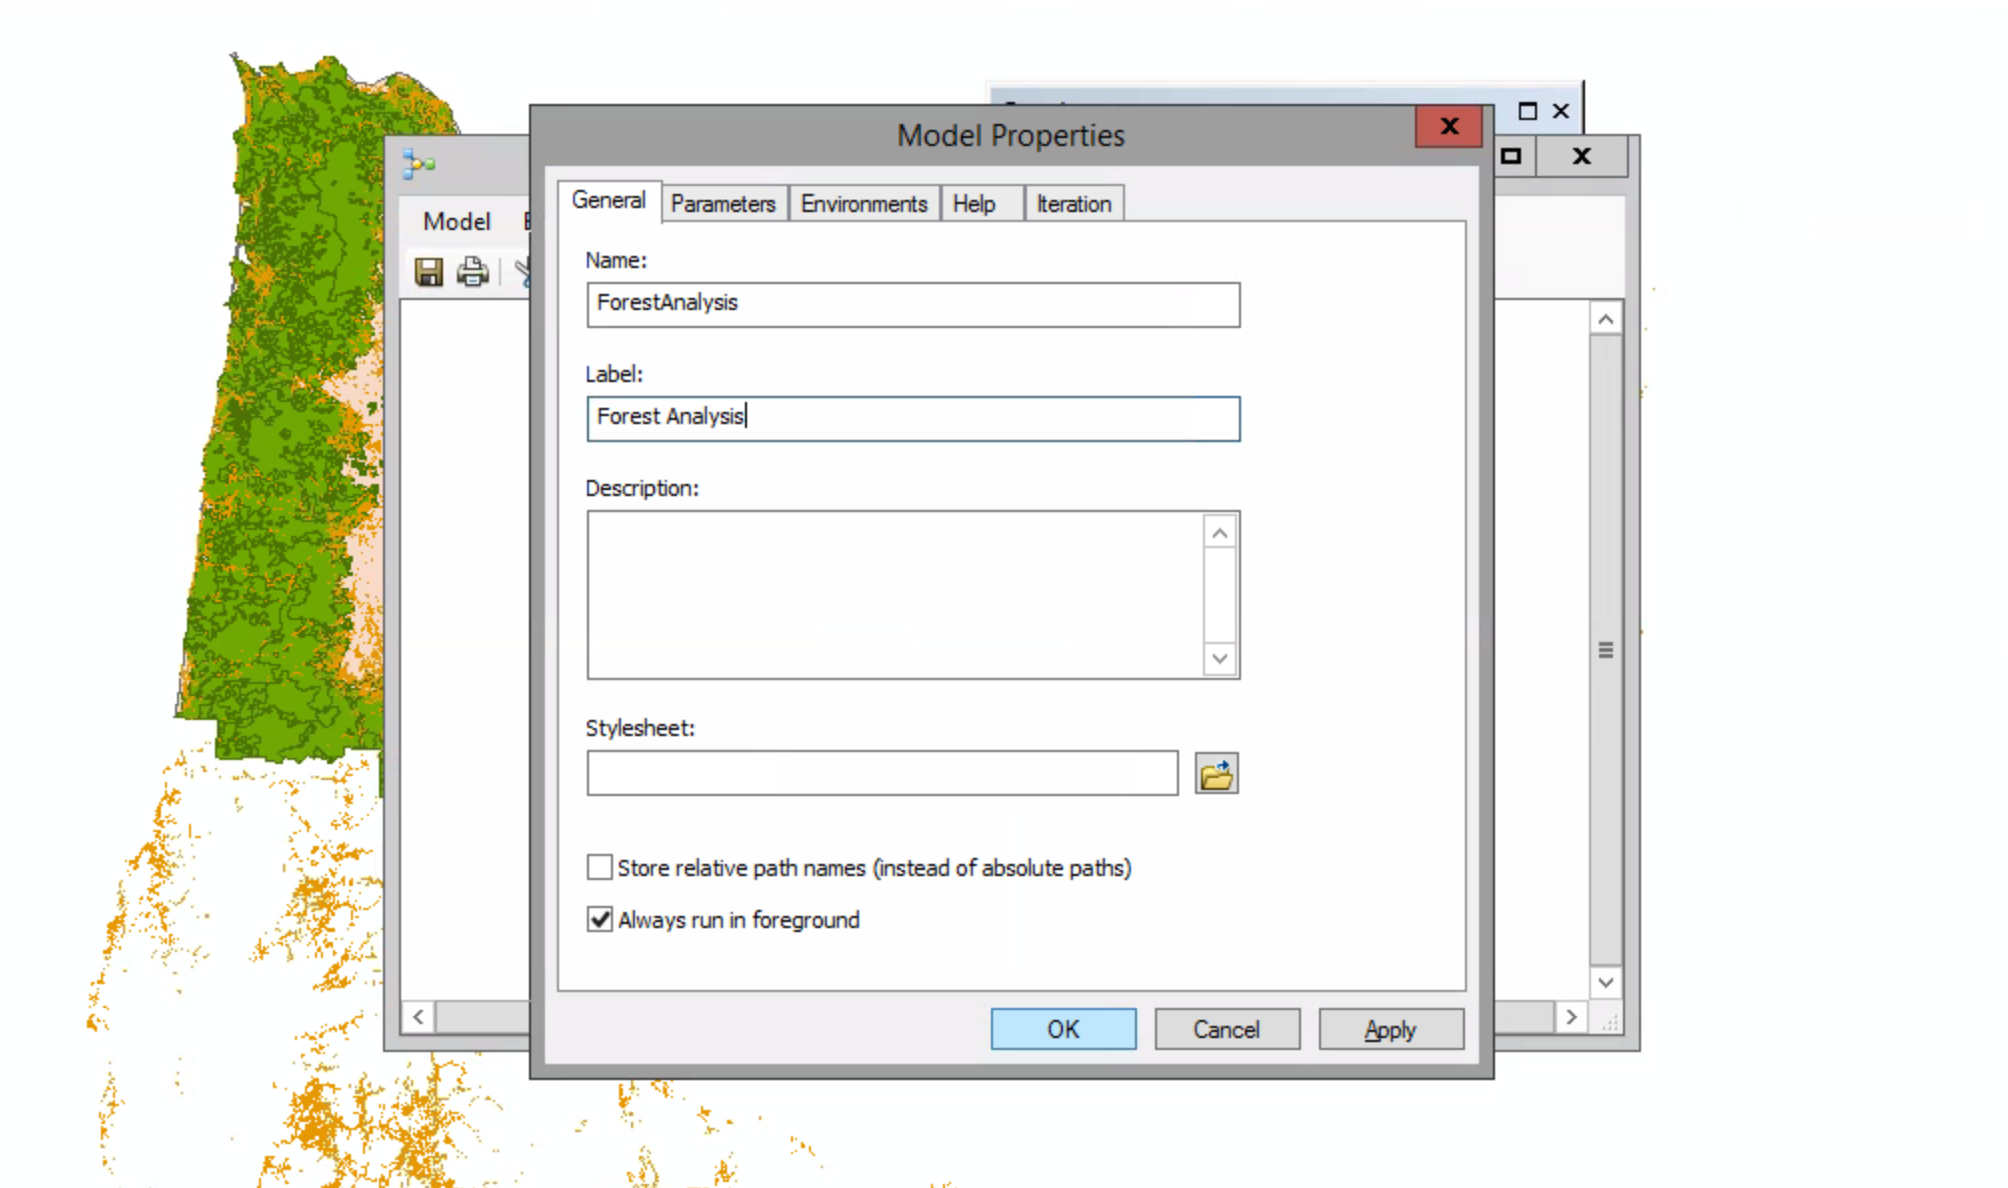 Model Properties
General
Parameters
Environments
Help
Iteration
Model
Name:
ForestAnalysis
Label:
Forest Analysis
Description:
Stylesheet:
Store relative path names (instead of absolute paths)
Always run in foreground
OK
Cancel
Apply